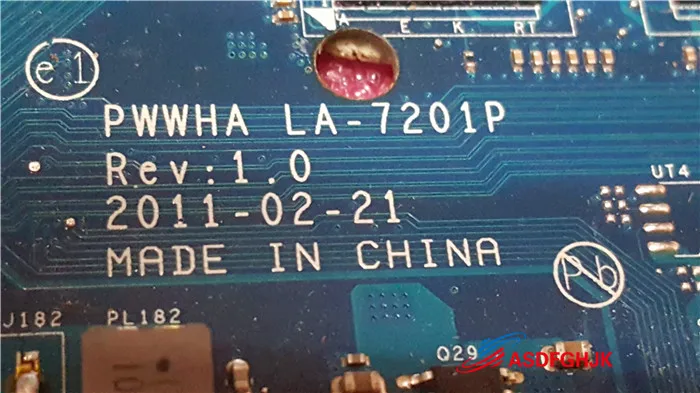 A E K RT
e1
PWWHA LA-7201P
Rev:1.0
2011-02-21
MADE IN CHINA
UT4
Pb
J182 PL182
Q29
ASDFGHJK